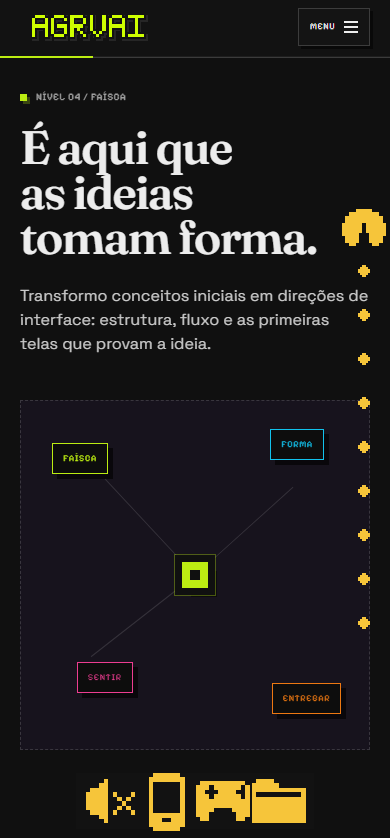 AGRVAI
MENU
NÍVEL 04 / FAÍSCA
É aqui que
as ideias
tomam forma.
Transformo conceitos iniciais em direções de
interface: estrutura, fluxo e as primeiras
telas que provam a ideia.
FAÍSCA
FORMA
SENTIR
ENTREGAR